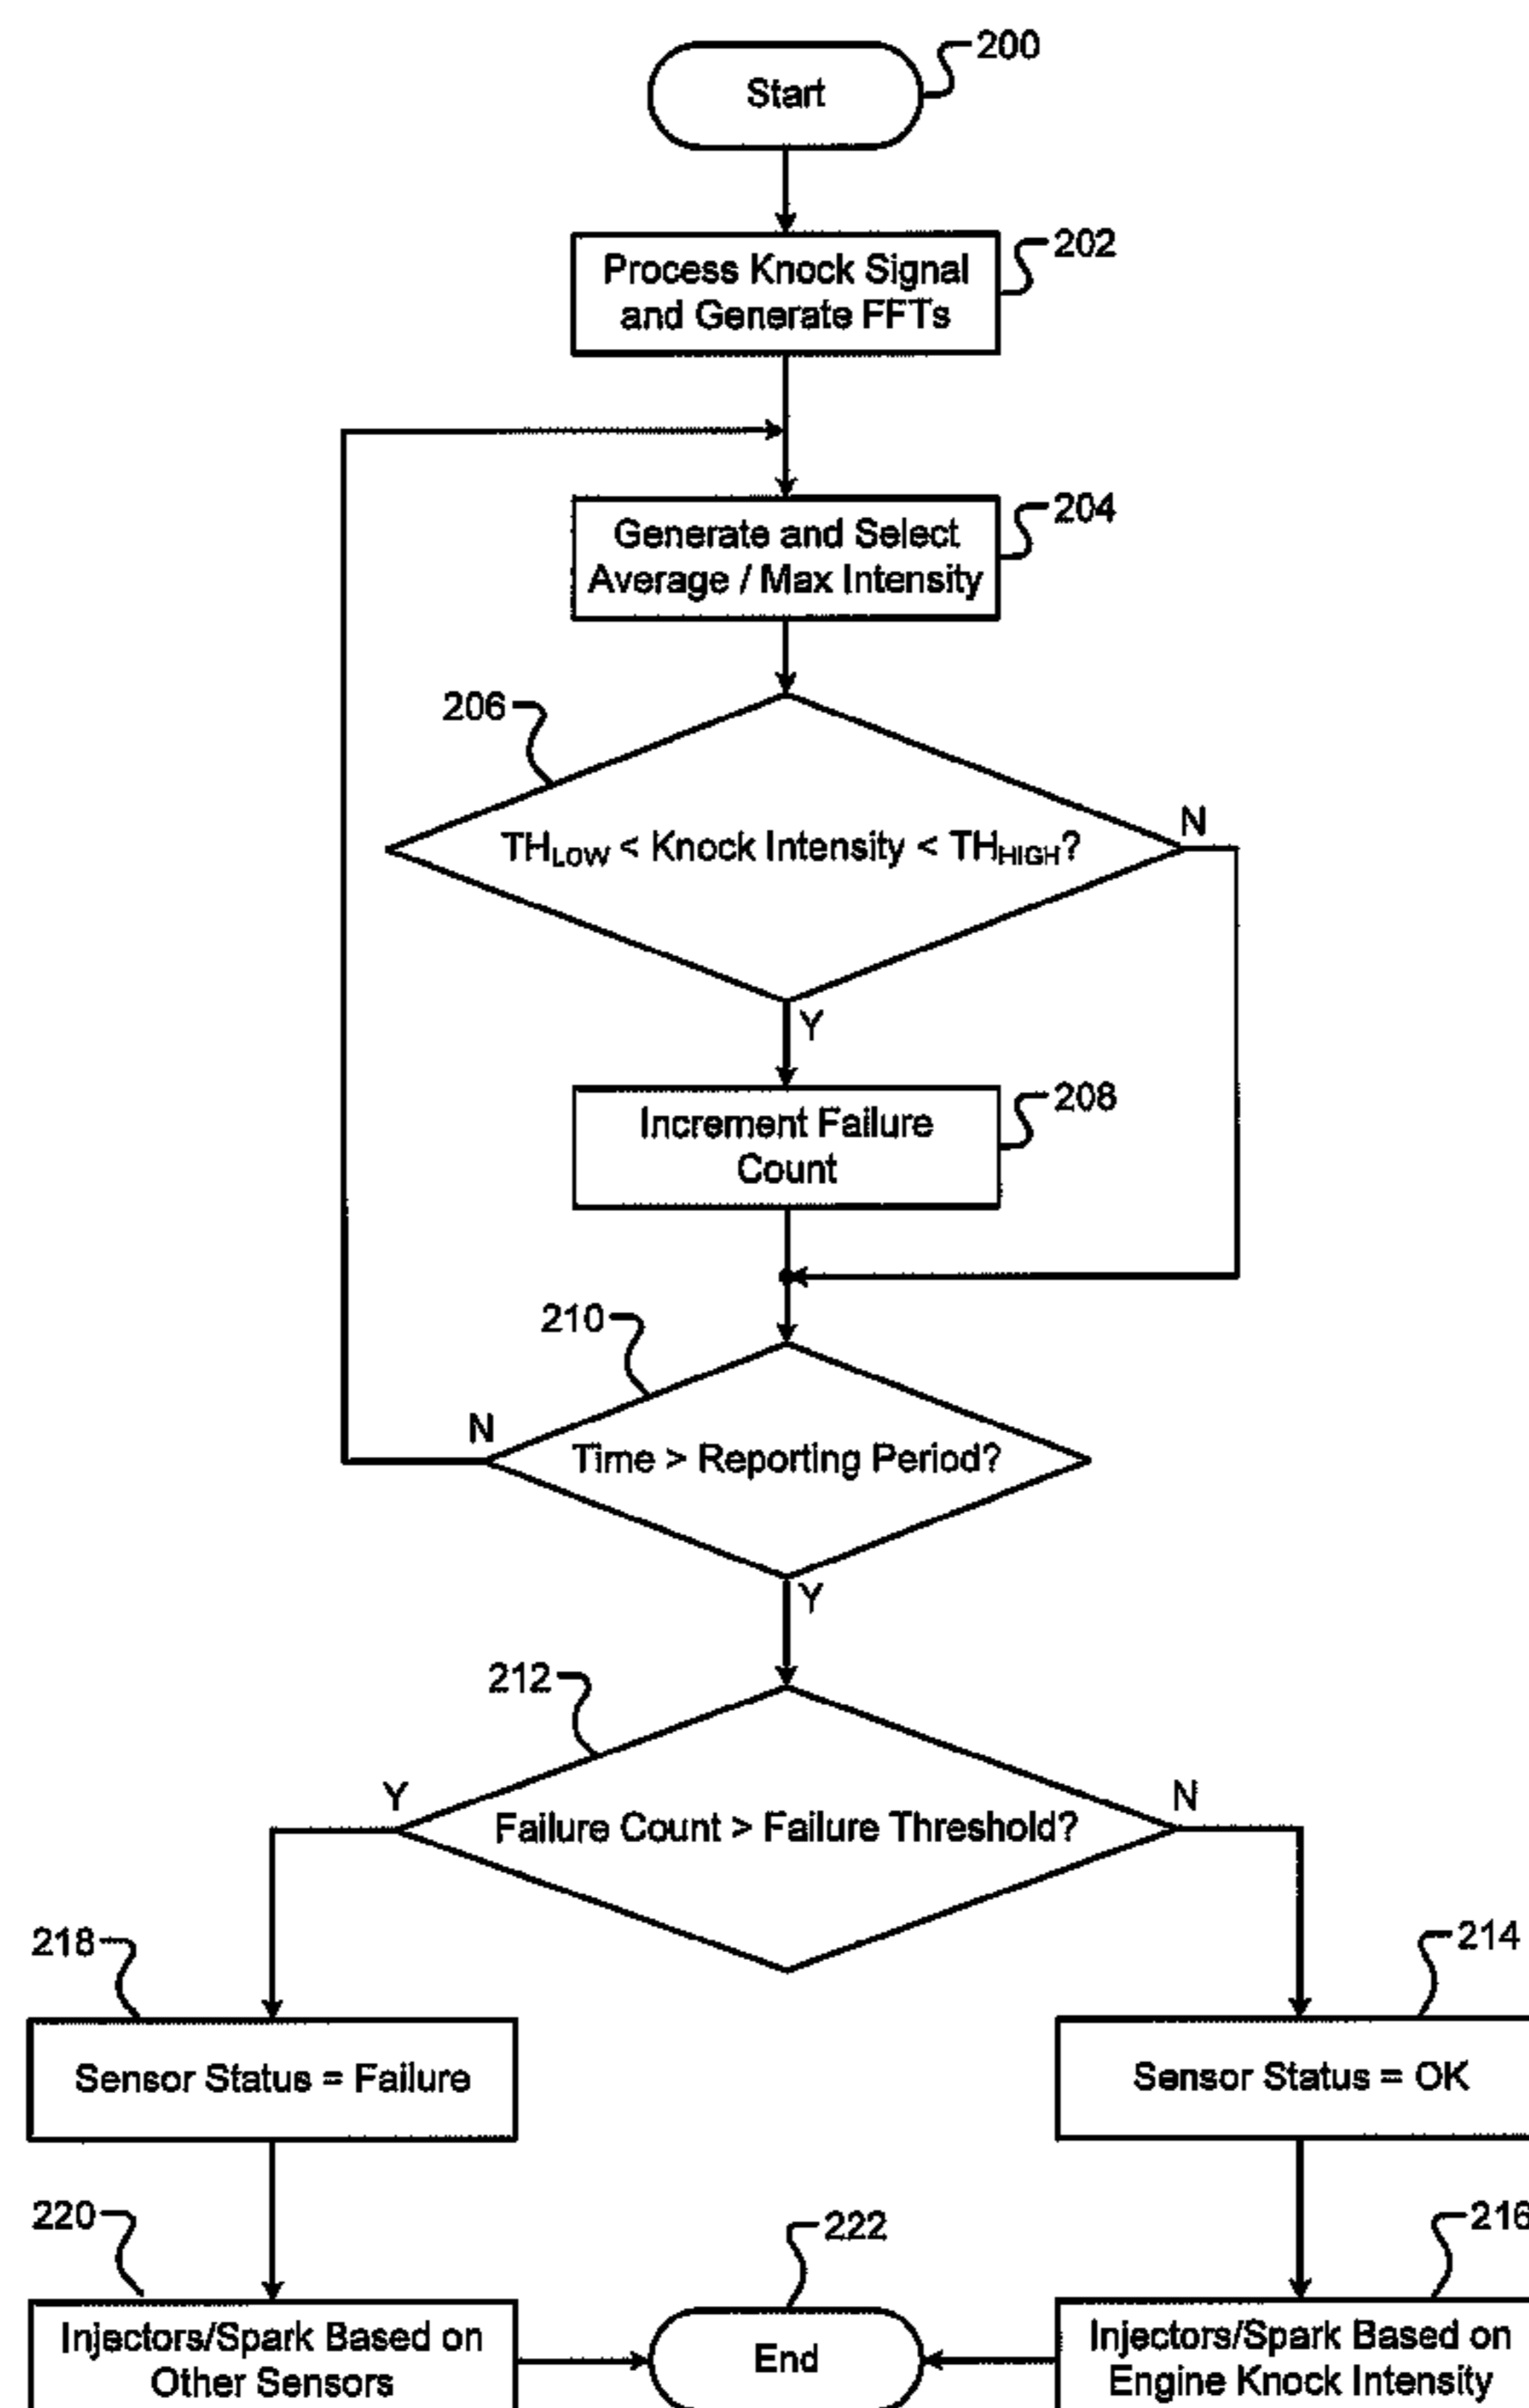 200
Start
202
Process Knock Signal
and Generate FFTs
204
Generate and Select
Average / Max Intensity
206
N
THLOW < Knock Intensity < THHIGH?
Y
208
Increment Failure
Count
210
N
Time > Reporting Period?
Y
212
Y
N
Failure Count > Failure Threshold?
218
214
Sensor Status = Failure
Sensor Status = OK
220
222
216
Injectors/Spark Based on
Other Sensors
End
Injectors/Spark Based on
Engine Knock Intensity